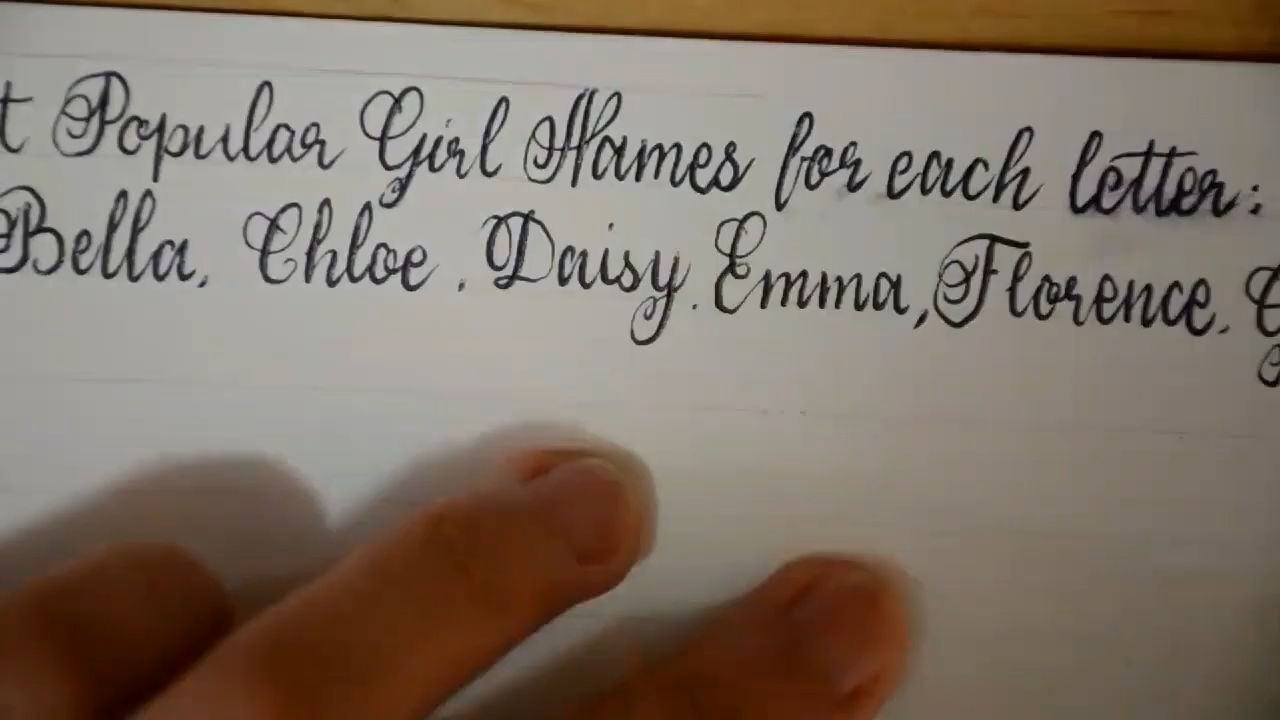 t Popular Girl Names for each letter:
Bella, Chloe, Daisy, Emma, Florence, G